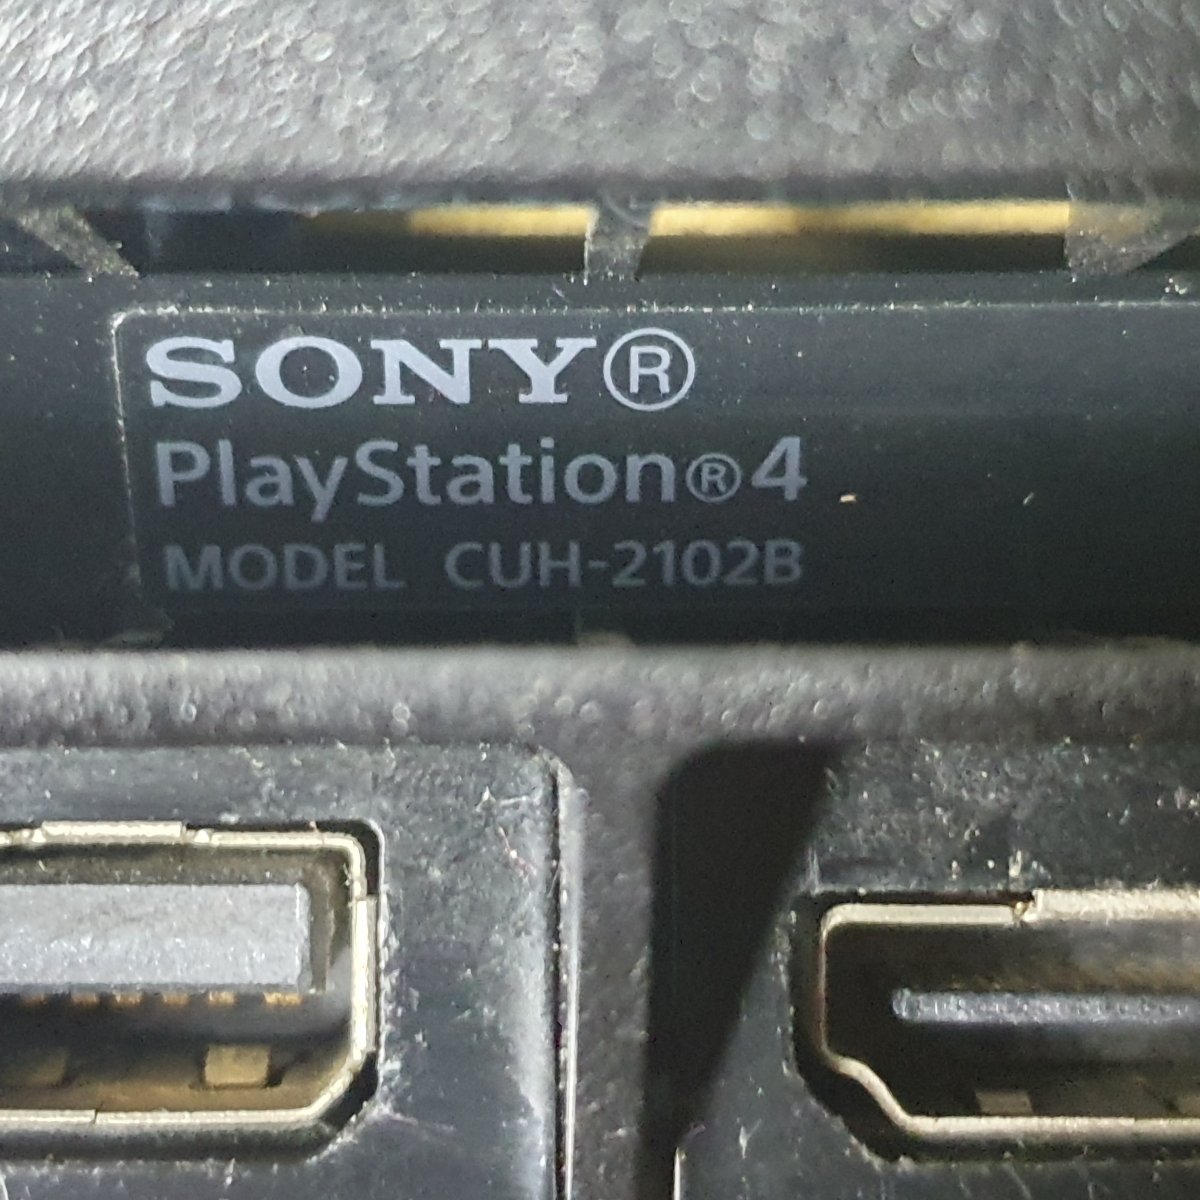 SONY®
PlayStation®4
MODEL CUH-2102B